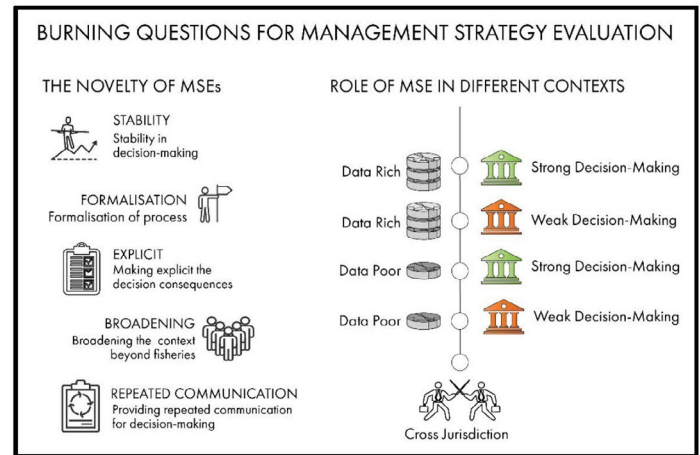 BURNING QUESTIONS FOR MANAGEMENT STRATEGY EVALUATION
THE NOVELTY OF MSEs
STABILITY
Stability in
decision-making
FORMALISATION
Formalisation of process
EXPLICIT
Making explicit the
decision consequences
BROADENING
Broadening the context
beyond fisheries
REPEATED COMMUNICATION
Providing repeated communication
for decision-making
ROLE OF MSE IN DIFFERENT CONTEXTS
Data Rich
Strong Decision-Making
Data Rich
Weak Decision-Making
Data Poor
Strong Decision-Making
Data Poor
Weak Decision-Making
Cross Jurisdiction